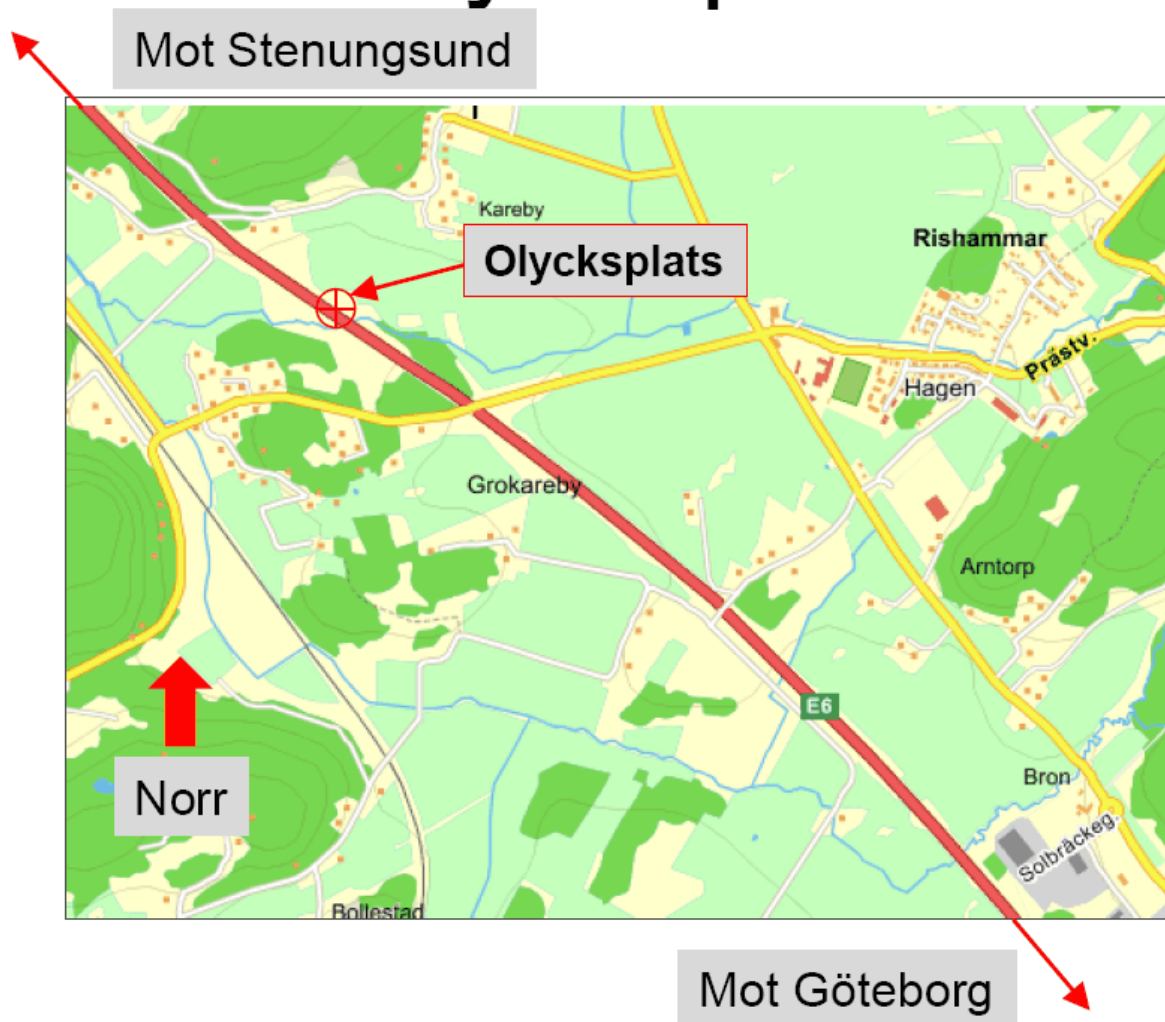 Mot Stenungsund
Kareby
Olycksplats
Rishammar
Prästv.
Hagen
Grokareby
Arntorp
E6
Bron
Norr
Solbräckeg.
Bollestad
Mot Göteborg